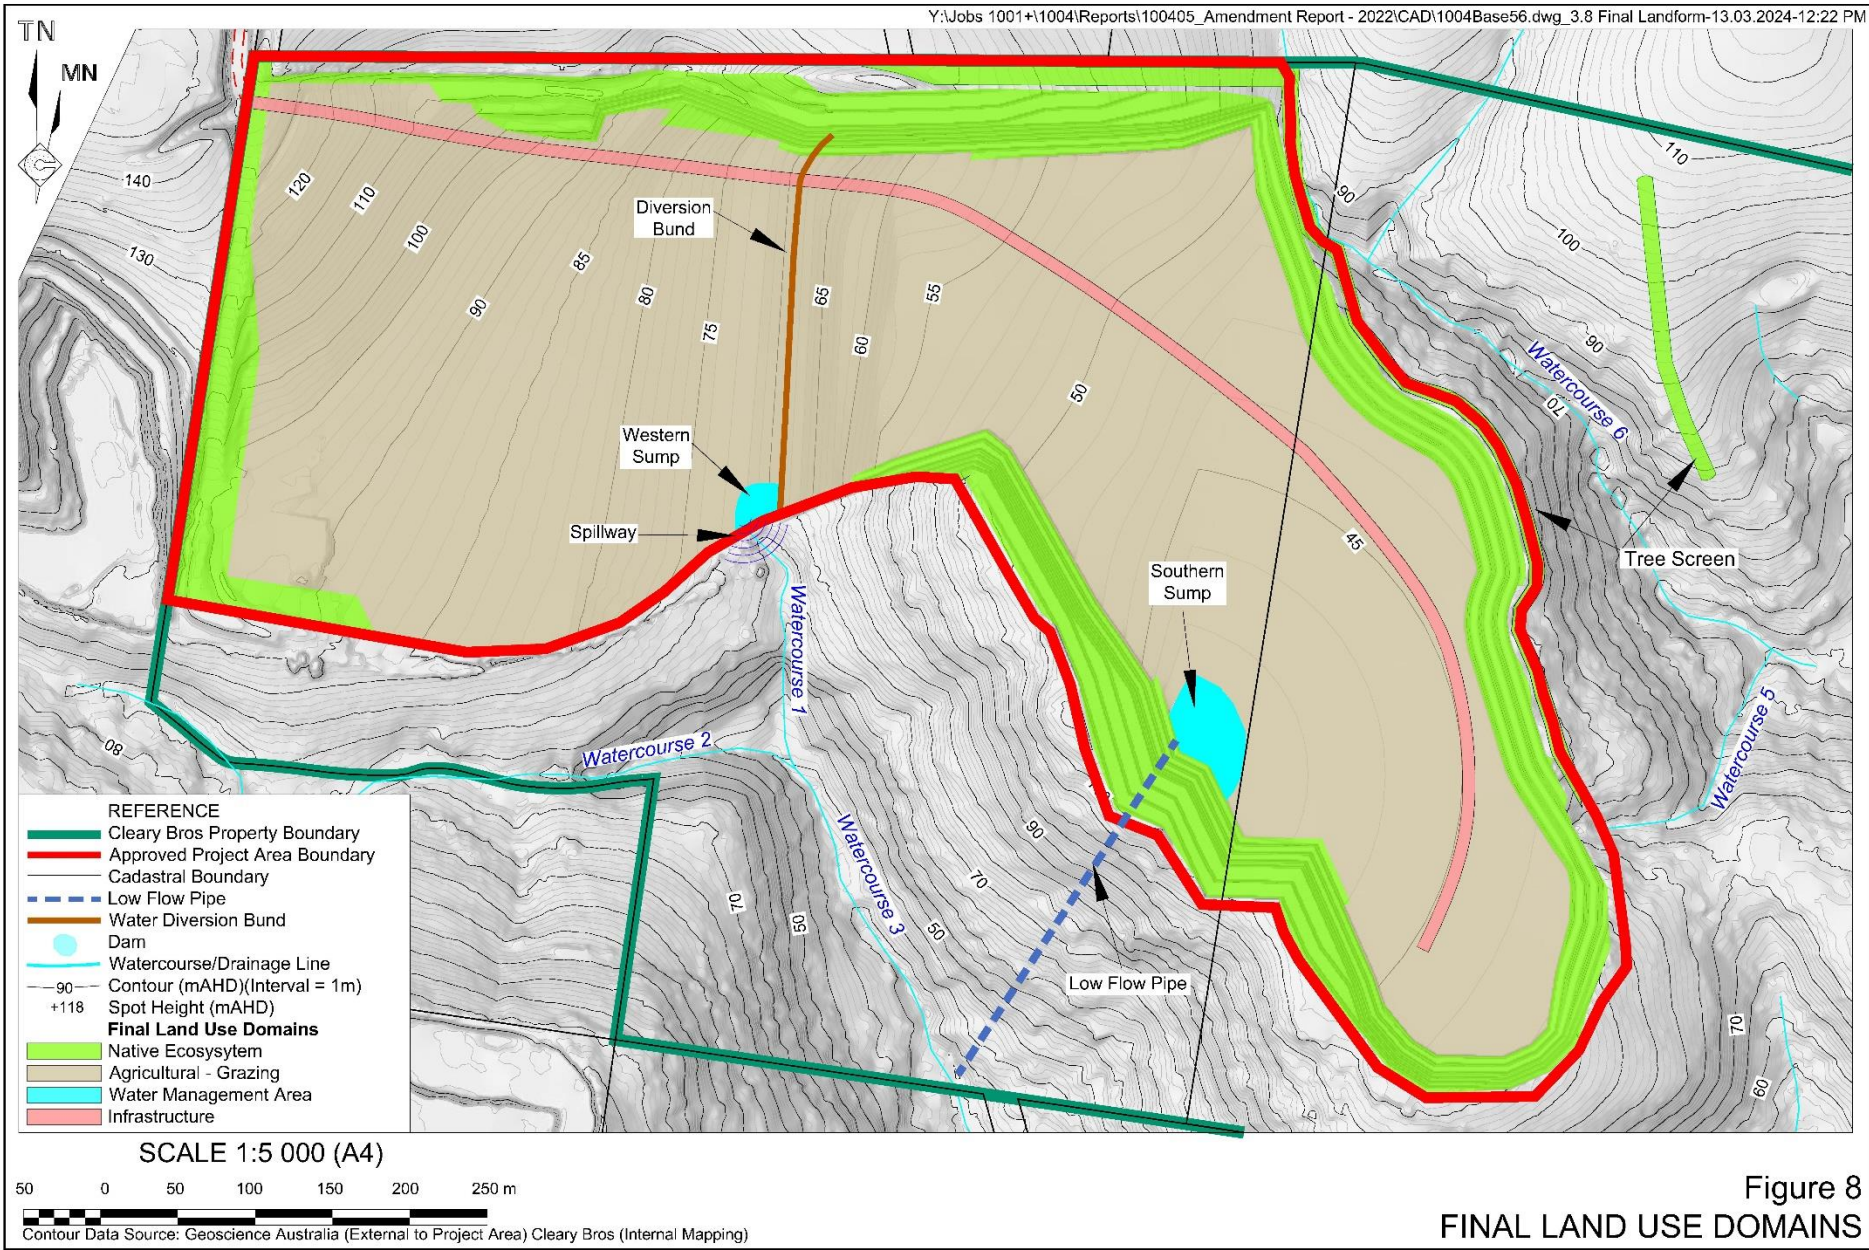 Y:\Jobs 1001+\1004\Reports\100405_Amendment Report - 2022\CAD\1004Base56.dwg_3.8 Final Landform-13.03.2024-12:22 PM
TN
MN
140
130
120
110
100
90
85
80
75
65
60
55
50
45
Diversion
Bund
Western
Sump
Spillway
Southern
Sump
110
100
90
90
70
Watercourse 6
Tree Screen
Watercourse 5
Watercourse 1
Watercourse 2
Watercourse 3
80
90
70
50
70
50
Low Flow Pipe
70
60
REFERENCE
Cleary Bros Property Boundary
Approved Project Area Boundary
Cadastral Boundary
Low Flow Pipe
Water Diversion Bund
Dam
Watercourse/Drainage Line
90 Contour (mAHD)(Interval = 1m)
+118 Spot Height (mAHD)
Final Land Use Domains
Native Ecosysytem
Agricultural - Grazing
Water Management Area
Infrastructure
SCALE 1:5 000 (A4)
50 0 50 100 150 200 250 m
Contour Data Source: Geoscience Australia (External to Project Area) Cleary Bros (Internal Mapping)
Figure 8
FINAL LAND USE DOMAINS